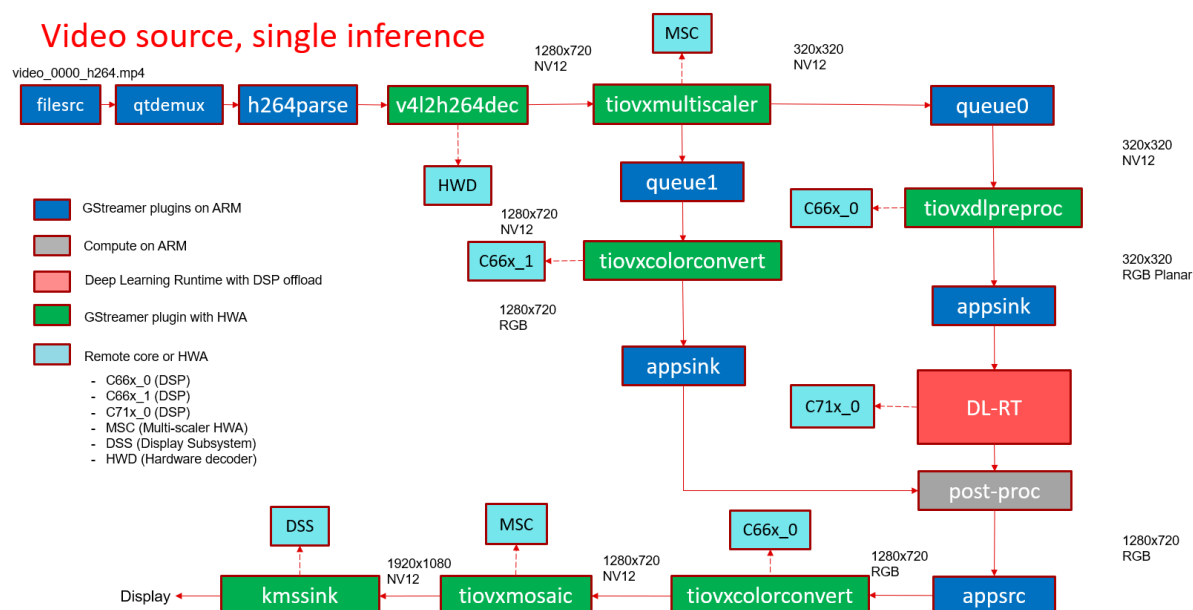 Video source, single inference
video_0000_h264.mp4
filesrc
qtdemux
h264parse
v4l2h264dec
1280x720
NV12
MSC
tiovxmultiscaler
320x320
NV12
queue0
HWD
queue1
320x320
NV12
C66x_0
tiovxdlpreproc
1280x720
NV12
C66x_1
tiovxcolorconvert
320x320
RGB Planar
1280x720
RGB
appsink
appsink
C71x_0
DL-RT
post-proc
GStreamer plugins on ARM
Compute on ARM
Deep Learning Runtime with DSP offload
GStreamer plugin with HWA
Remote core or HWA
- C66x_0 (DSP)
- C66x_1 (DSP)
- C71x_0 (DSP)
- MSC (Multi-scaler HWA)
- DSS (Display Subsystem)
- HWD (Hardware decoder)
1280x720
RGB
appsrc
1280x720
RGB
C66x_0
tiovxcolorconvert
1280x720
NV12
MSC
tiovxmosaic
1920x1080
NV12
DSS
kmssink
Display